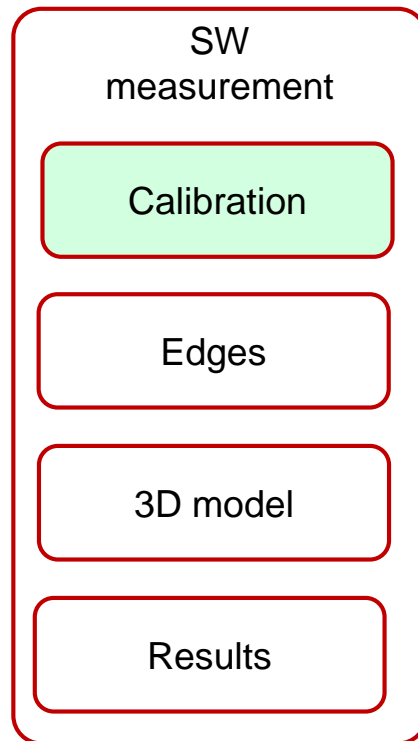 SW
measurement
Calibration
Edges
3D model
Results